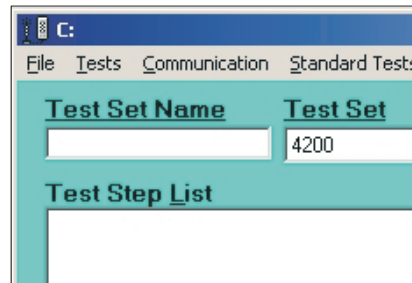 C:
File Tests Communication Standard Tests
Test Set Name Test Set
4200
Test Step List